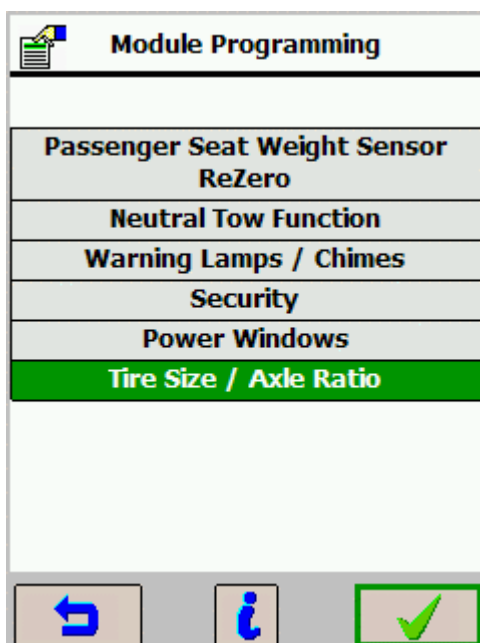 Module Programming
Passenger Seat Weight Sensor
ReZero
Neutral Tow Function
Warning Lamps / Chimes
Security
Power Windows
Tire Size / Axle Ratio
i